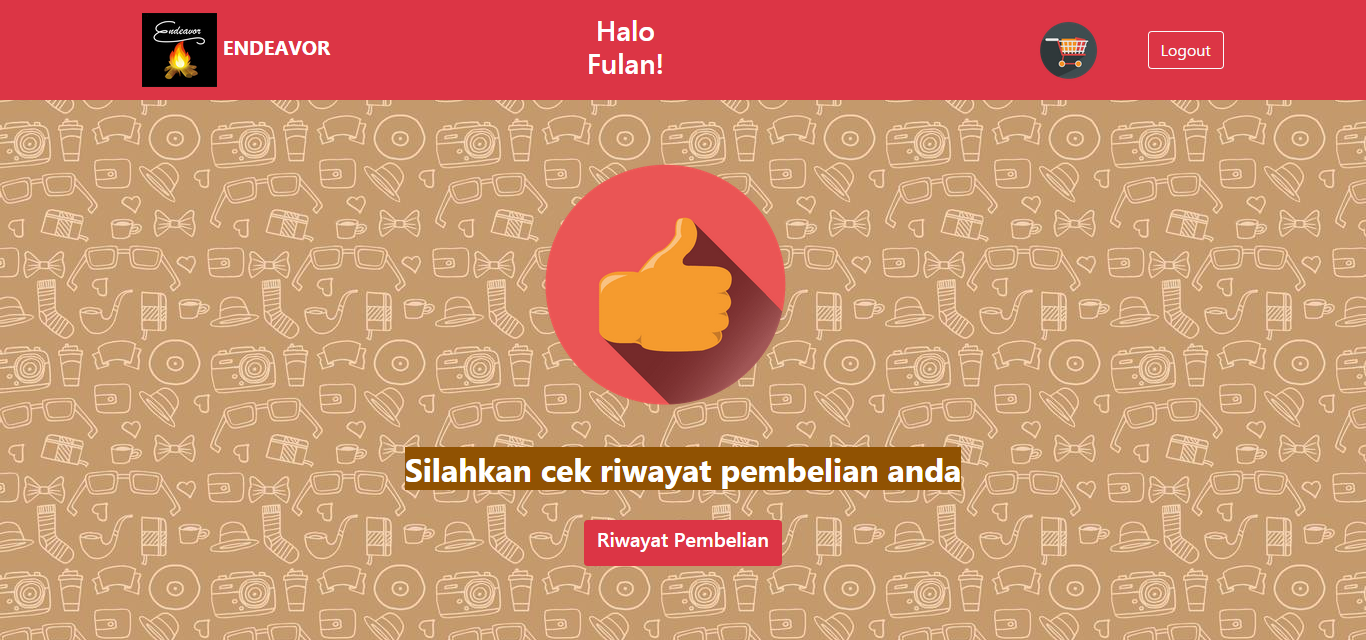 Endeavor
ENDEAVOR
Halo
Fulan!
Logout
Silahkan cek riwayat pembelian anda
Riwayat Pembelian